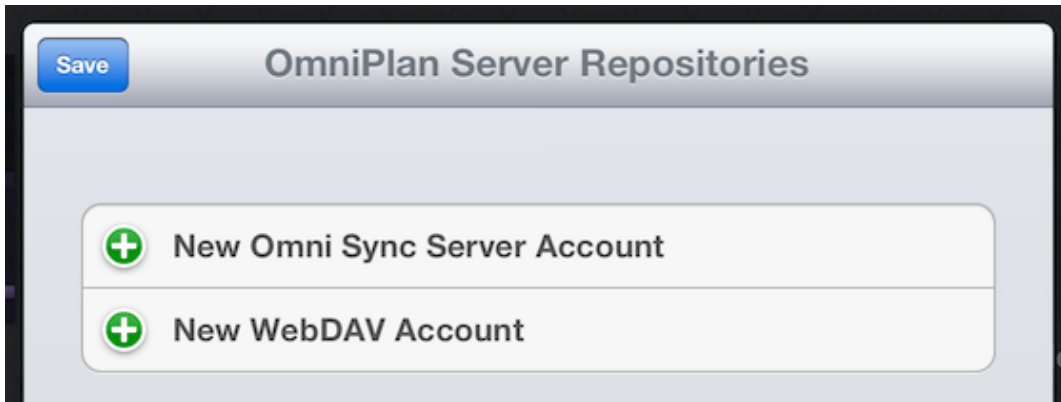 Save
OmniPlan Server Repositories
New Omni Sync Server Account
New WebDAV Account